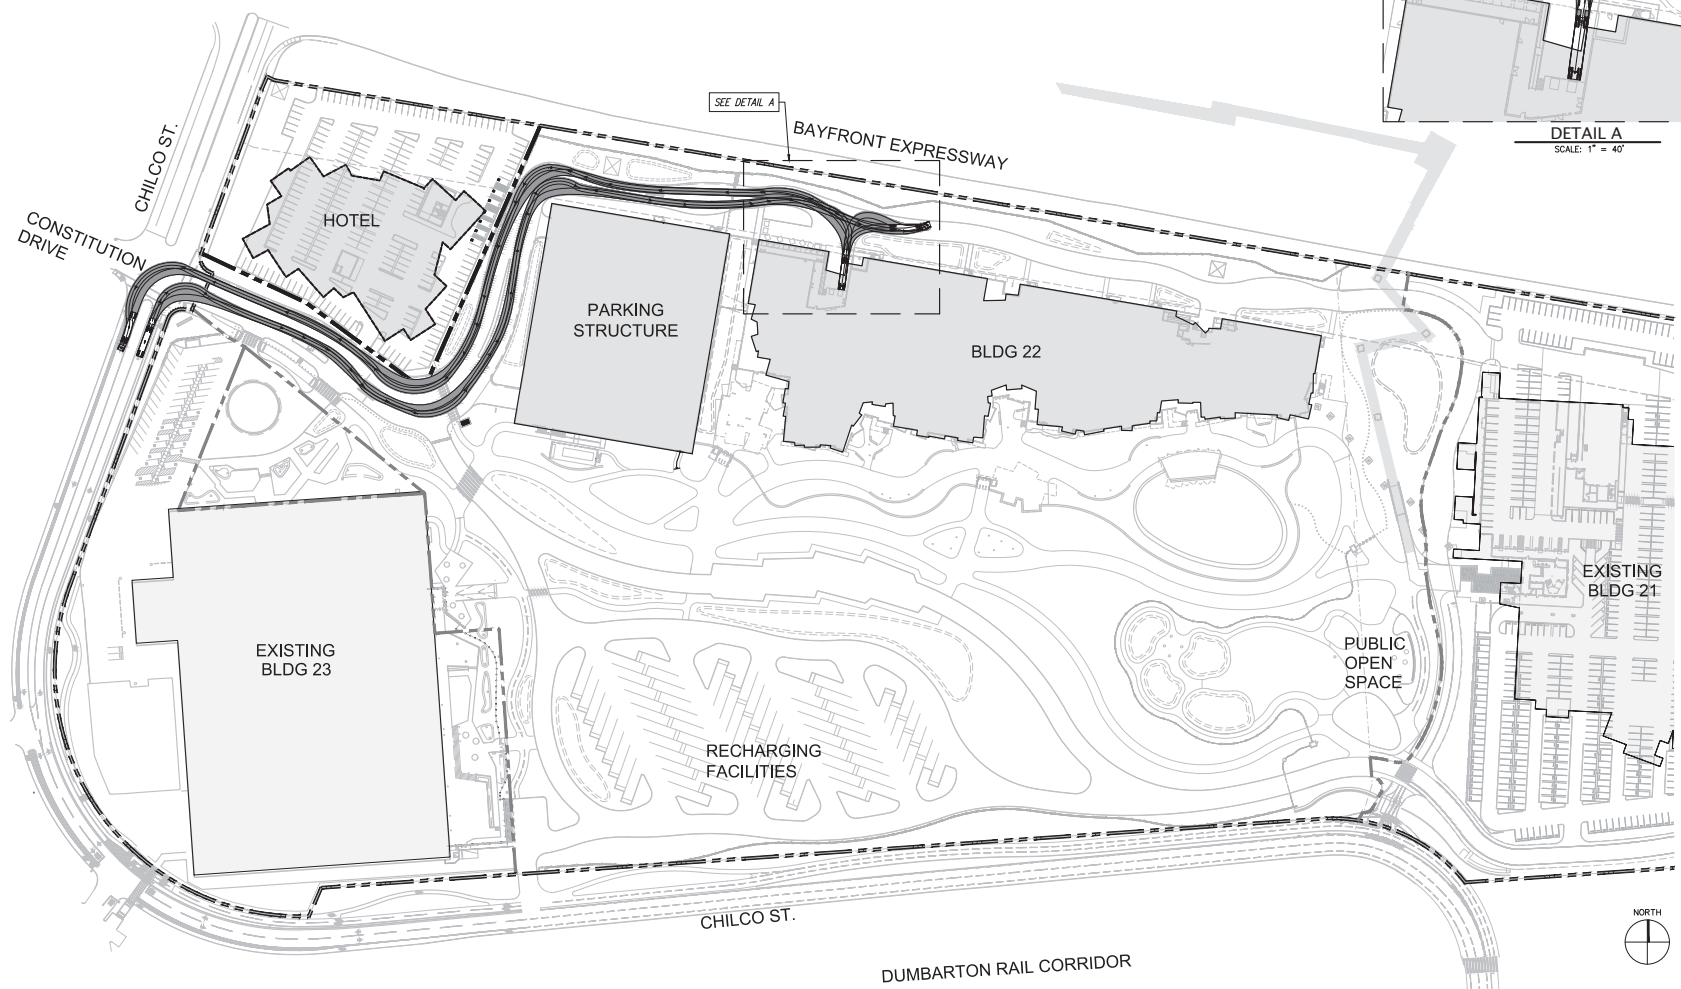 DETAIL A
SCALE: 1" = 40'
SEE DETAIL A
BAYFRONT EXPRESSWAY
CHILCO ST.
CONSTITUTION
DRIVE
HOTEL
PARKING
STRUCTURE
BLDG 22
EXISTING
BLDG 21
EXISTING
BLDG 23
PUBLIC
OPEN
SPACE
RECHARGING
FACILITIES
CHILCO ST.
NORTH
DUMBARTON RAIL CORRIDOR